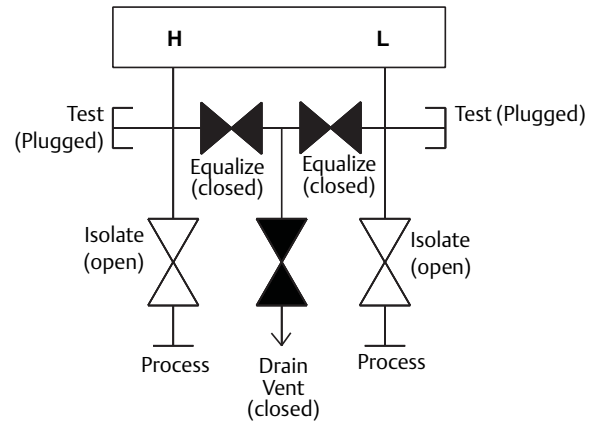 H
L
Test
(Plugged)
Test (Plugged)
Equalize
(closed)
Equalize
(closed)
Isolate
(open)
Isolate
(open)
Process
Drain
Vent
(closed)
Process